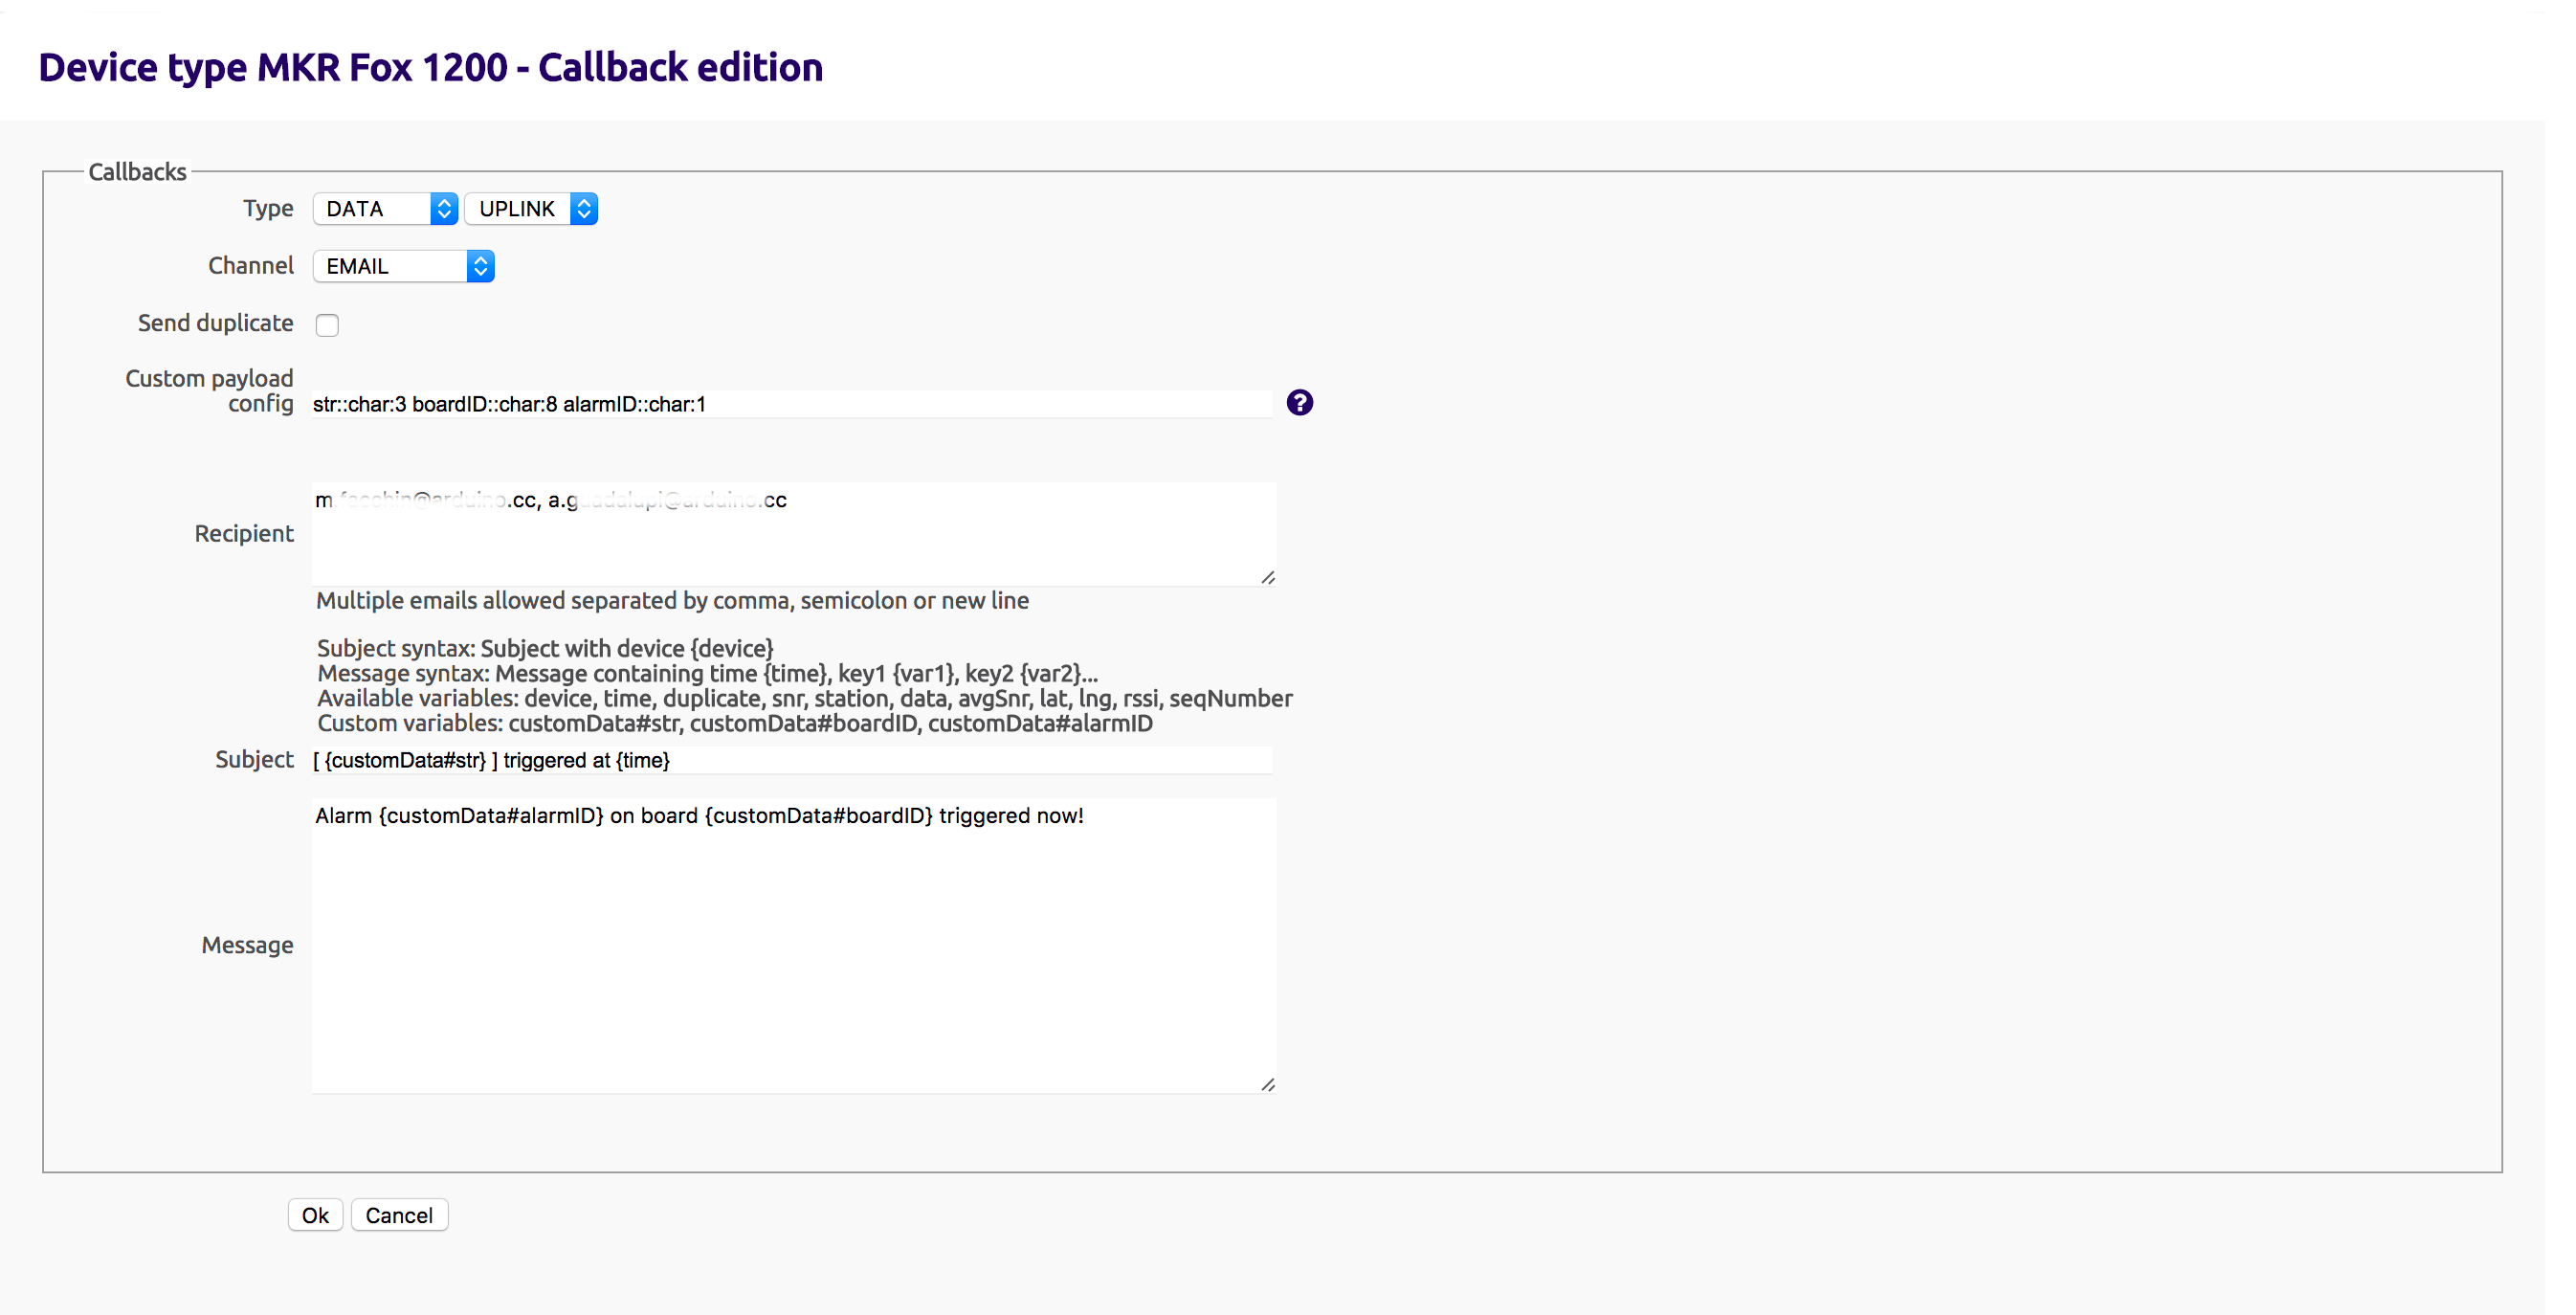 Device type MKR Fox 1200 - Callback edition
Callbacks
Type DATA UPLINK
Channel EMAIL
Send duplicate
Custom payload
config str::char:3 boardID::char:8 alarmID::char:1
Recipient
.cc, cc
Multiple emails allowed separated by comma, semicolon or new line
Subject syntax: Subject with device {device}
Message syntax: Message containing time {time}, key1 {var1}, key2 {var2}...
Available variables: device, time, duplicate, snr, station, data, avgSnr, lat, lng, rssi, seqNumber
Custom variables: customData#str, customData#boardID, customData#alarmID
Subject [ {customData#str} ] triggered at {time}
Message
Alarm {customData#alarmID} on board {customData#boardID} triggered now!
Ok Cancel